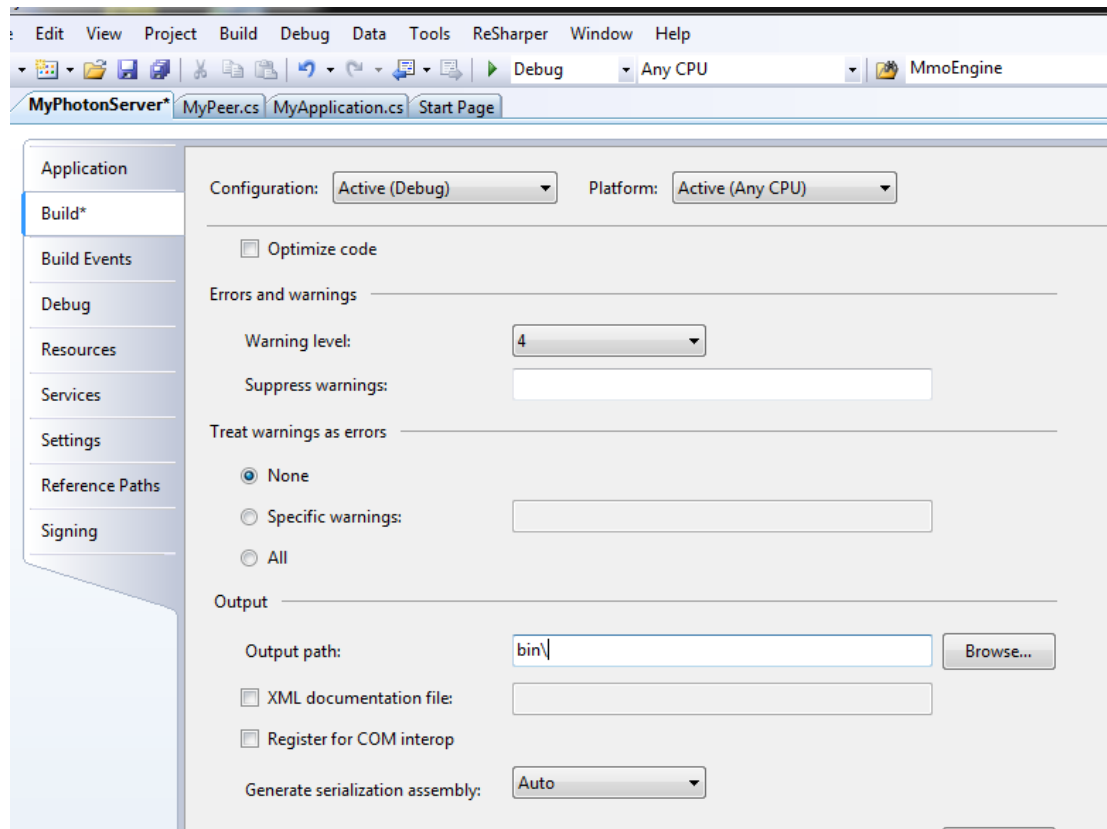 Edit View Project Build Debug Data Tools ReSharper Window Help
Debug Any CPU MmoEngine
MyPhotonServer* MyPeer.cs MyApplication.cs Start Page
Application
Build*
Build Events
Debug
Resources
Services
Settings
Reference Paths
Signing
Configuration: Active (Debug) Platform: Active (Any CPU)
Optimize code
Errors and warnings
Warning level: 4
Suppress warnings:
Treat warnings as errors
None
Specific warnings:
All
Output
Output path: bin\ Browse...
XML documentation file:
Register for COM interop
Generate serialization assembly: Auto